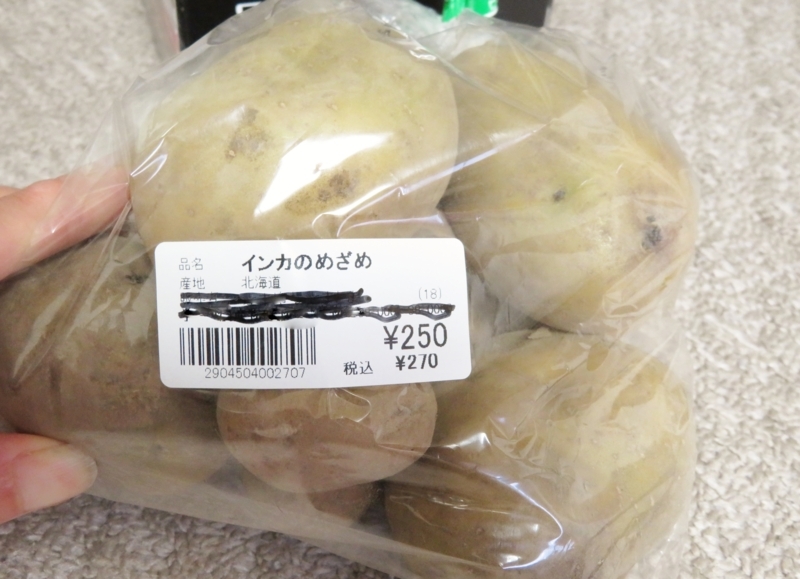 品名 インカのめざめ
産地 北海道
(18)
¥250
税込 ¥270
2904504002707